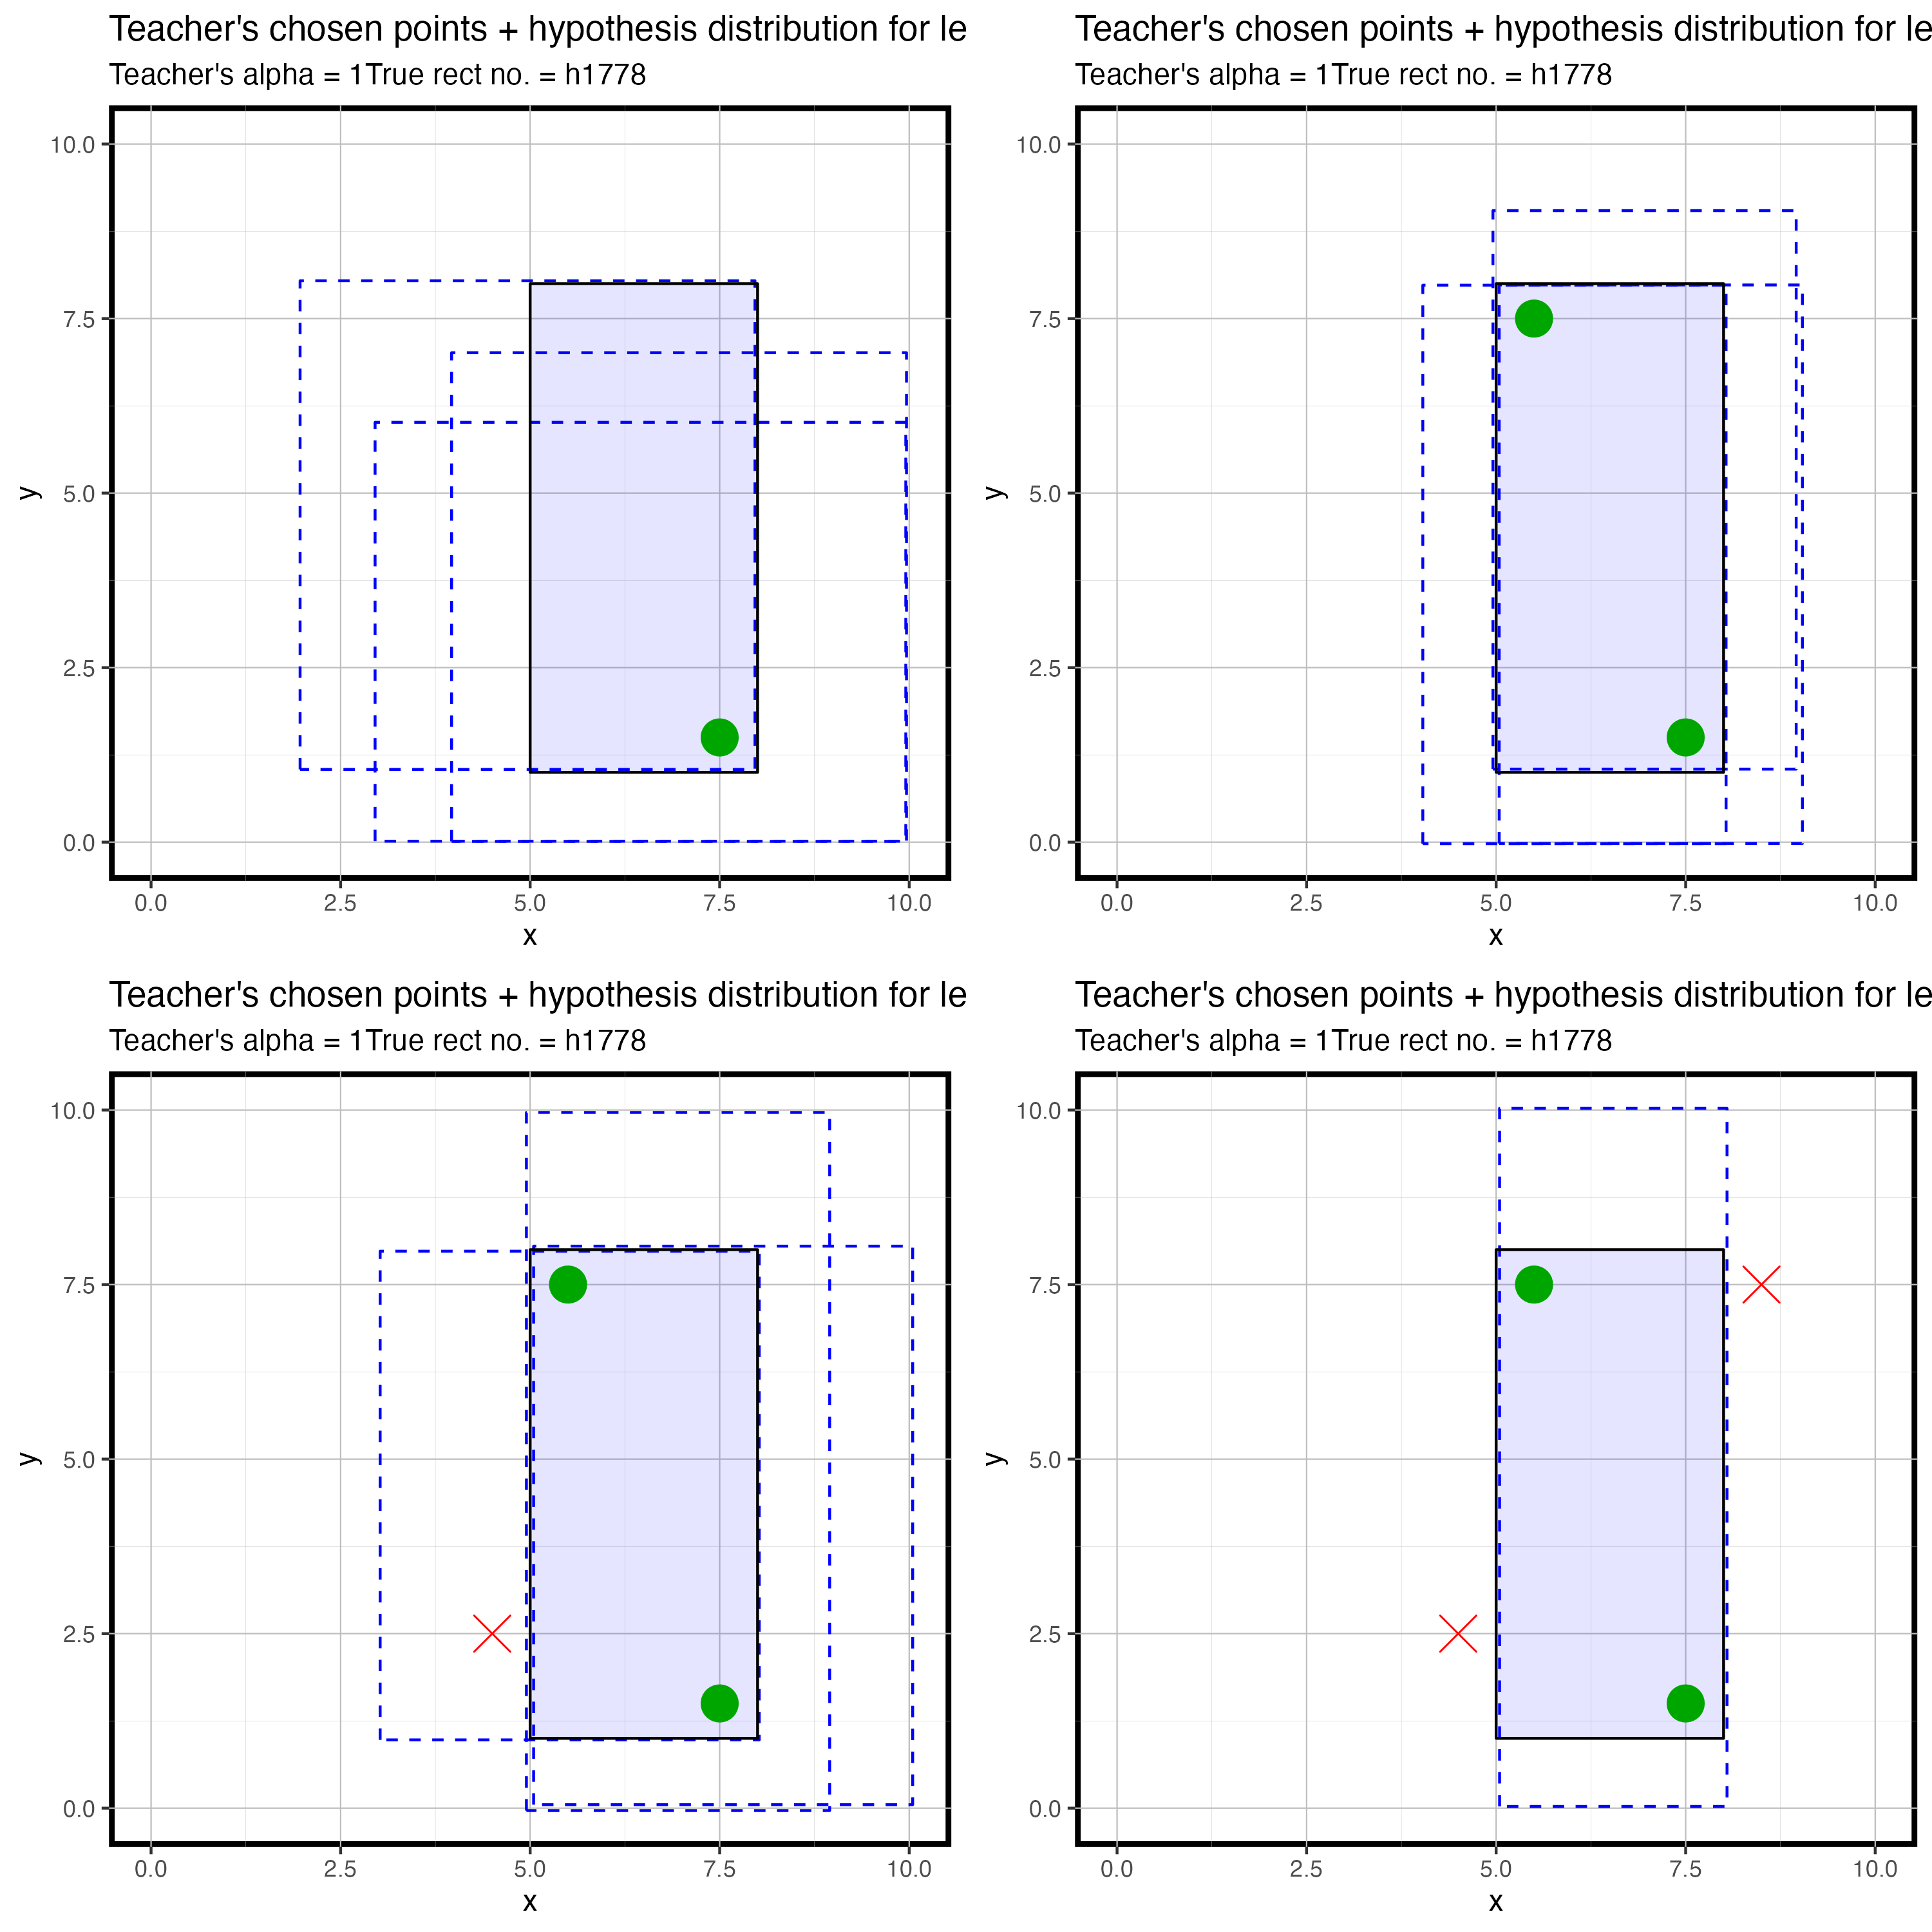 Teacher's chosen points + hypothesis distribution for le
Teacher's alpha = 1True rect no. = h1778
10.0
7.5
5.0
2.5
0.0
y
0.0 2.5 5.0 7.5 10.0
x
Teacher's chosen points + hypothesis distribution for le
Teacher's alpha = 1True rect no. = h1778
10.0
7.5
5.0
2.5
0.0
y
0.0 2.5 5.0 7.5 10.0
x
Teacher's chosen points + hypothesis distribution for le
Teacher's alpha = 1True rect no. = h1778
10.0
7.5
5.0
2.5
0.0
y
0.0 2.5 5.0 7.5 10.0
x
Teacher's chosen points + hypothesis distribution for le
Teacher's alpha = 1True rect no. = h1778
10.0
7.5
5.0
2.5
0.0
y
0.0 2.5 5.0 7.5 10.0
x